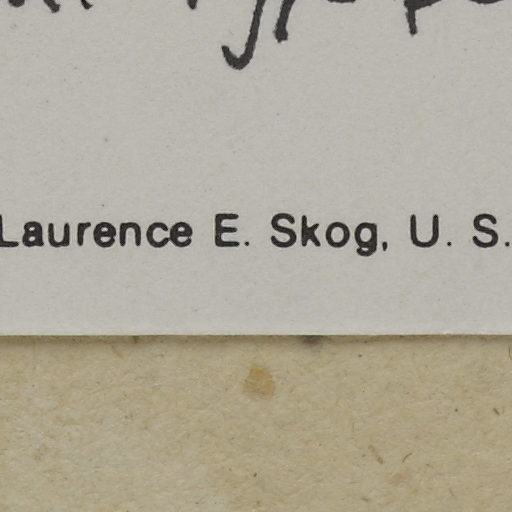 Laurence E. Skog, U. S.